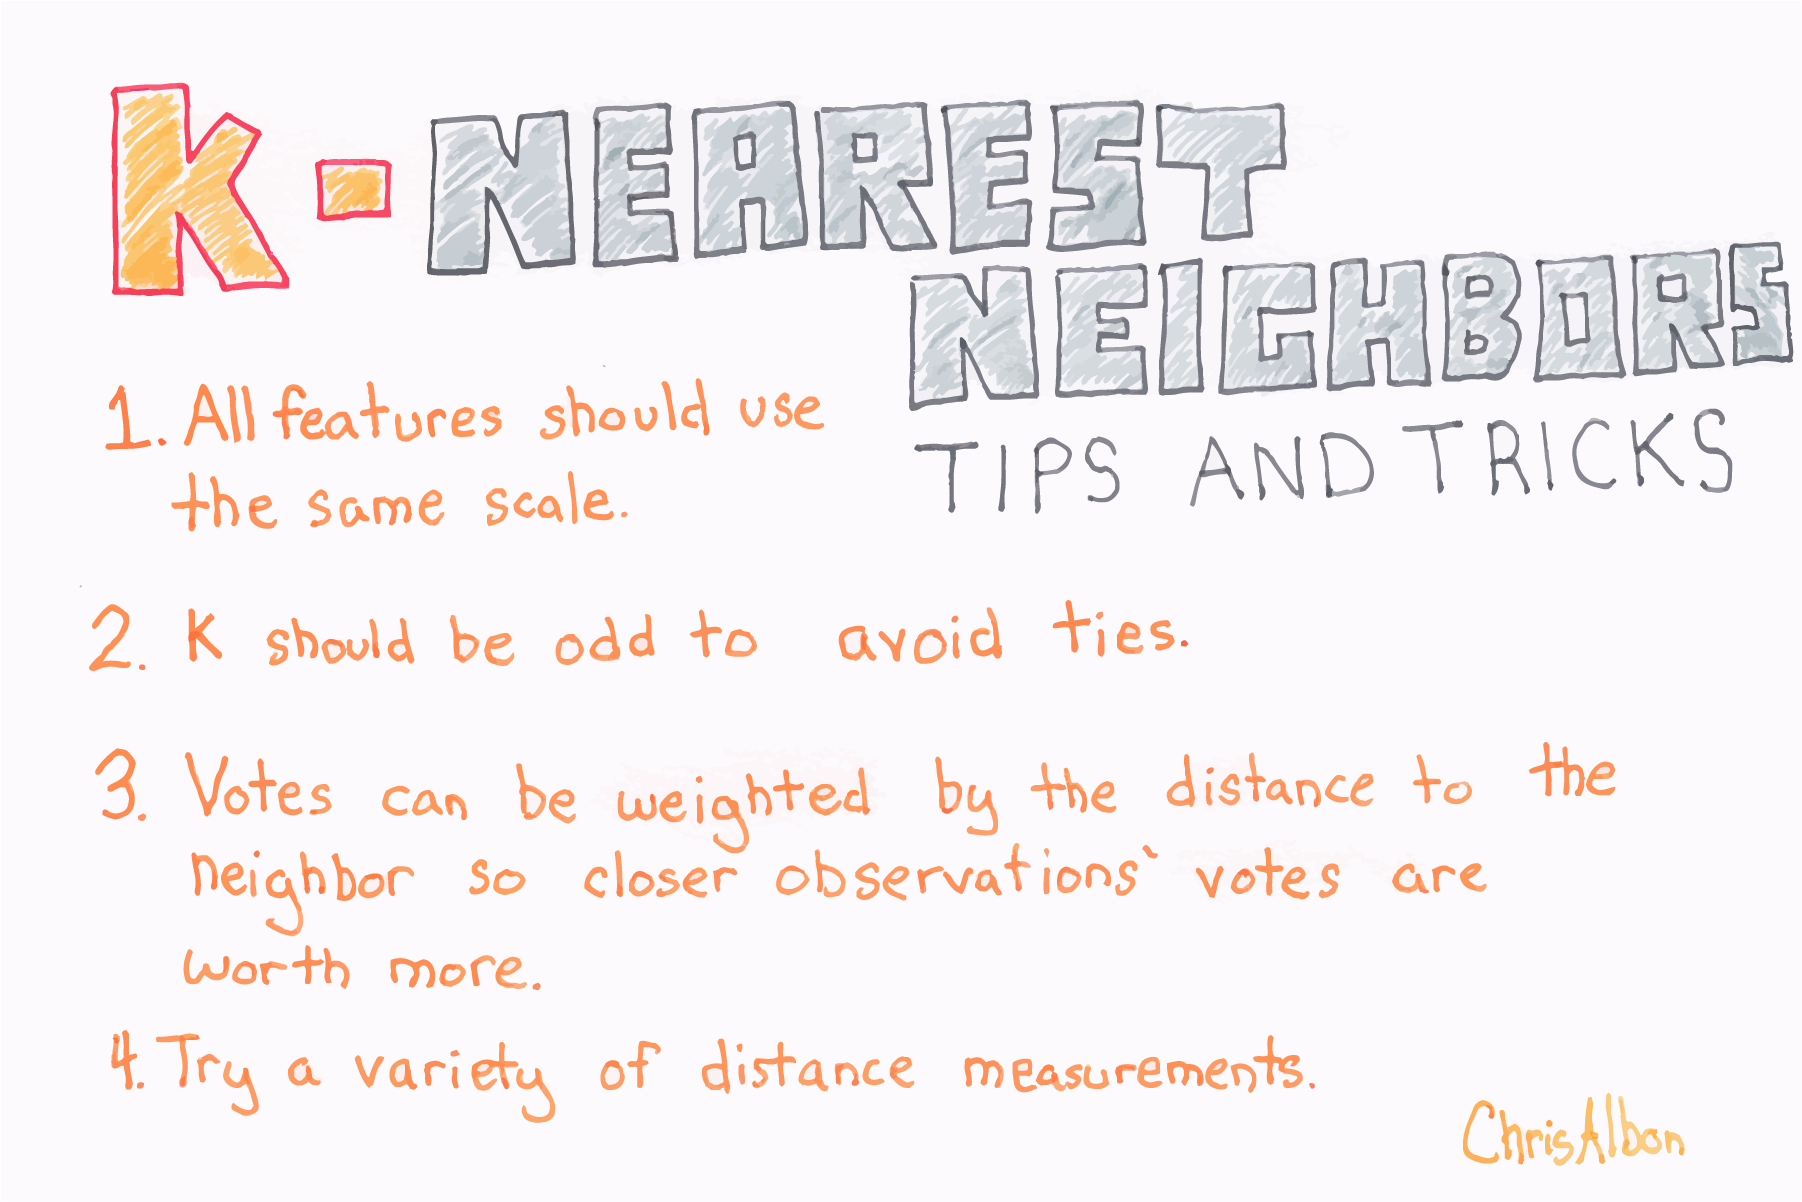 K-NEAREST
NEIGHBORS
TIPS AND TRICKS
1. All features should use
the same scale.
2. K should be odd to avoid ties.
3. Votes can be weighted by the distance to the
neighbor so closer observations` votes are
worth more.
4. Try a variety of distance measurements.
ChrisAlbon